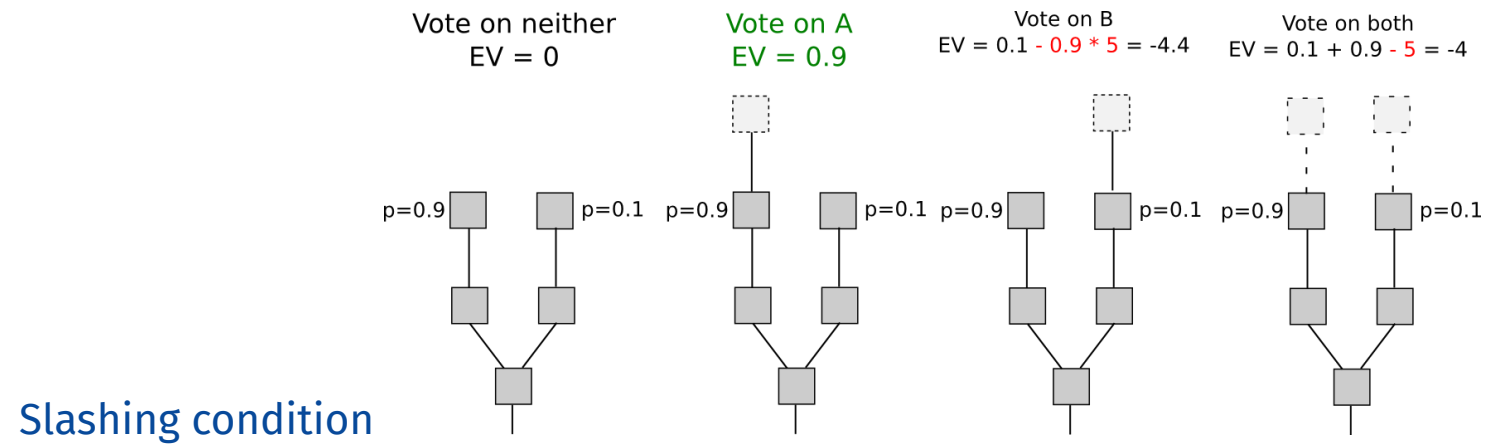 Vote on neither
EV = 0
Vote on A
EV = 0.9
Vote on B
EV = 0.1 - 0.9 * 5 = -4.4
Vote on both
EV = 0.1 + 0.9 - 5 = -4
p=0.9
p=0.1
p=0.9
p=0.1
p=0.9
p=0.1
p=0.9
p=0.1
Slashing condition